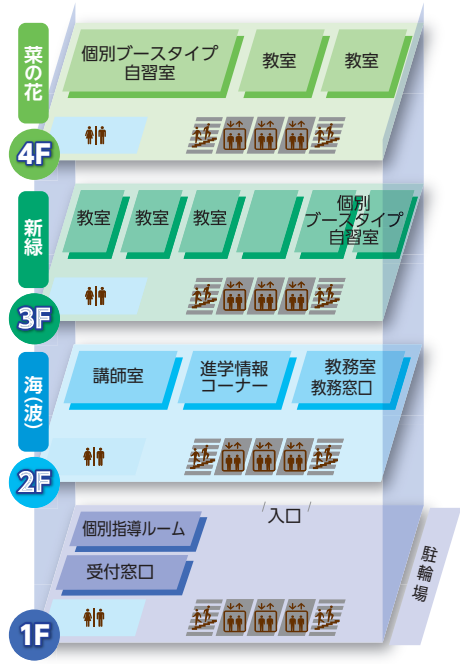 菜の花
4F
個別ブースタイプ
自習室
教室
教室
新緑
3F
教室
教室
教室
個別
ブースタイプ
自習室
海(波)
2F
講師室
進学情報
コーナー
教務室
教務窓口
1F
入口
個別指導ルーム
受付窓口
駐輪場